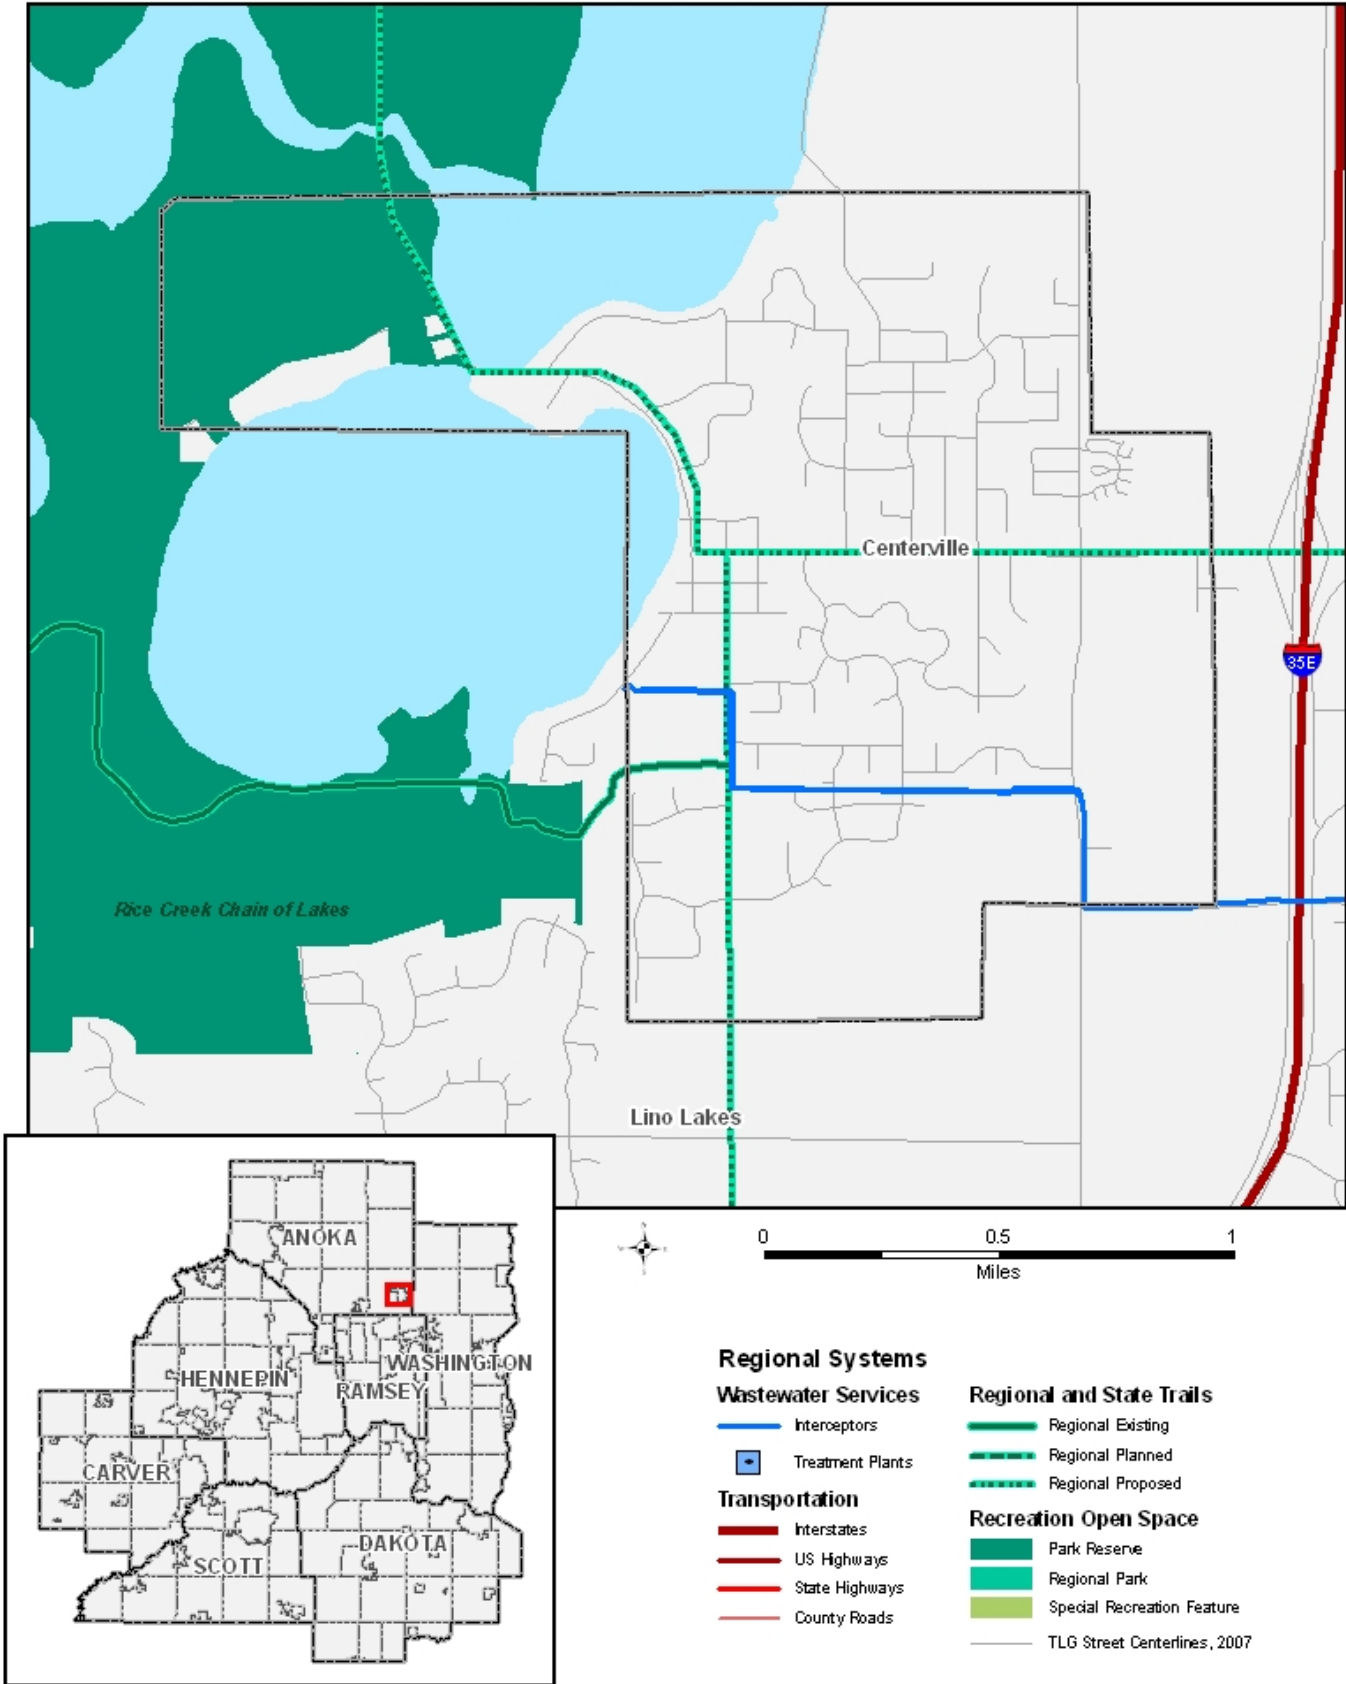 Centerville
35E
Rice Creek Chain of Lakes
Lino Lakes
ANOKA
HENNEPIN
WASHINGTON
RAMSEY
CARVER
SCOTT
DAKOTA
0 0.5 1
Miles
Regional Systems
Wastewater Services
Interceptors
Treatment Plants
Transportation
Interstates
US Highways
State Highways
County Roads
Regional and State Trails
Regional Existing
Regional Planned
Regional Proposed
Recreation Open Space
Park Reserve
Regional Park
Special Recreation Feature
TLG Street Centerlines, 2007